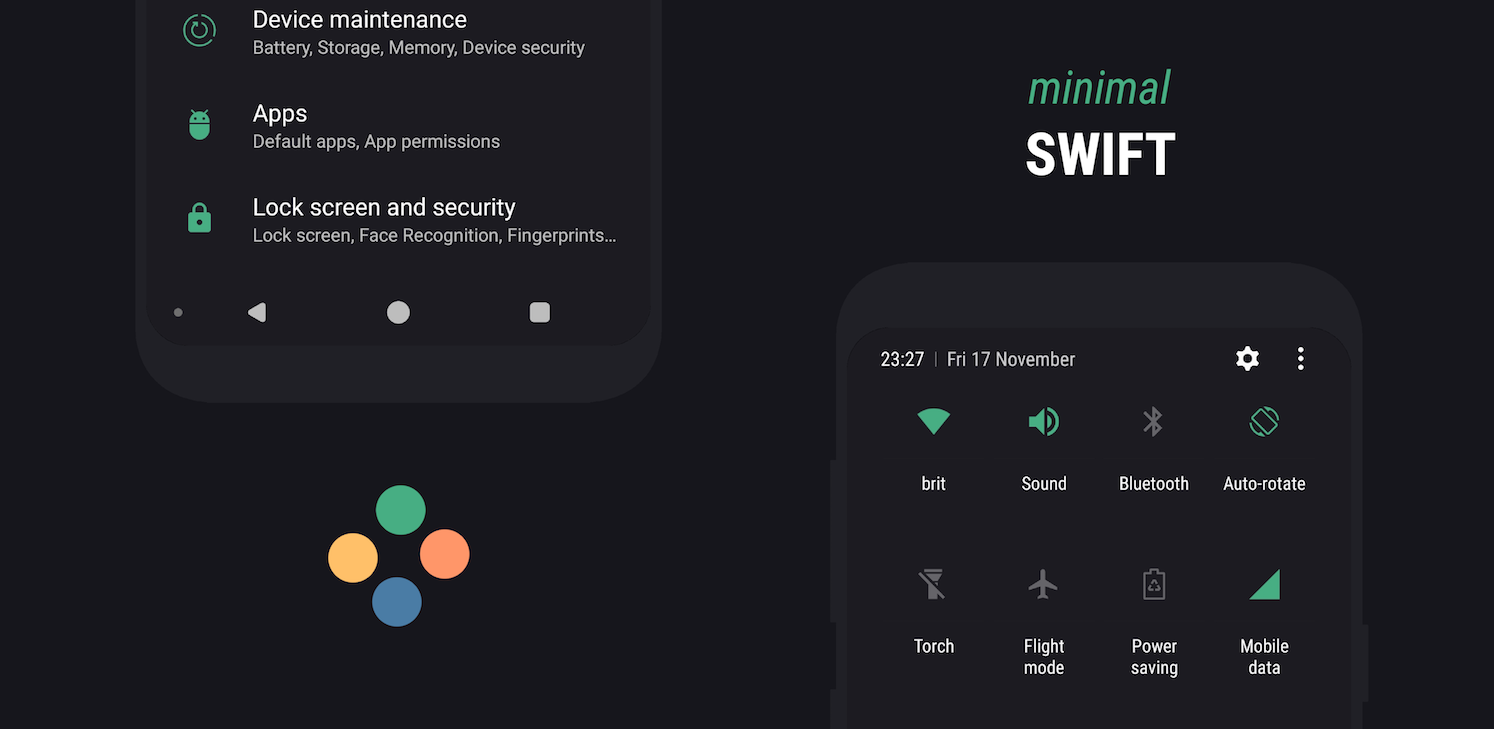 Device maintenance
Battery, Storage, Memory, Device security
Apps
Default apps, App permissions
Lock screen and security
Lock screen, Face Recognition, Fingerprints...
minimal
SWIFT
23:27 | Fri 17 November
brit
Sound
Bluetooth
Auto-rotate
Torch
Flight
mode
Power
saving
Mobile
data